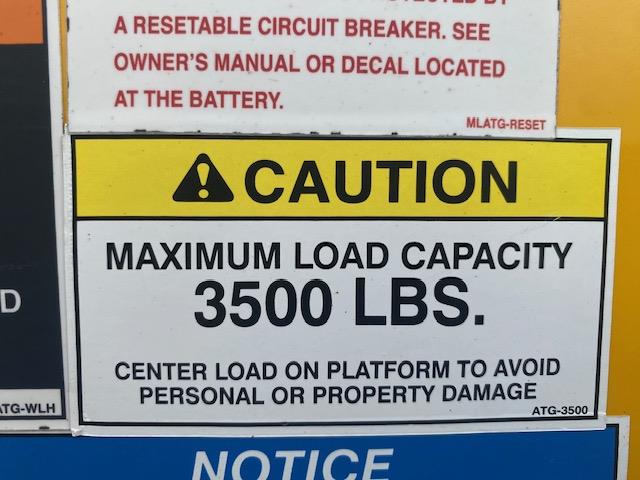 A RESETABLE CIRCUIT BREAKER. SEE
OWNER'S MANUAL OR DECAL LOCATED
AT THE BATTERY.
MLATG-RESET
CAUTION
MAXIMUM LOAD CAPACITY
3500 LBS.
CENTER LOAD ON PLATFORM TO AVOID
PERSONAL OR PROPERTY DAMAGE
ATG-3500
D
ATG-WLH
NOTICE